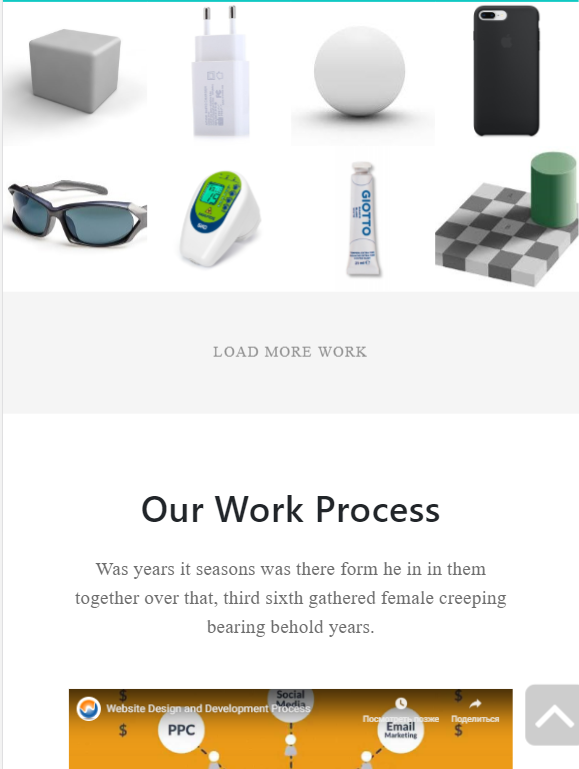 GIOTTO
LOAD MORE WORK
Our Work Process
Was years it seasons was there form he in in them
together over that, third sixth gathered female creeping
bearing behold years.
Website Design and Development Process
Social
Media
Посмотреть позже
Поделиться
$
$
PPC
Email
Marketing
$
$